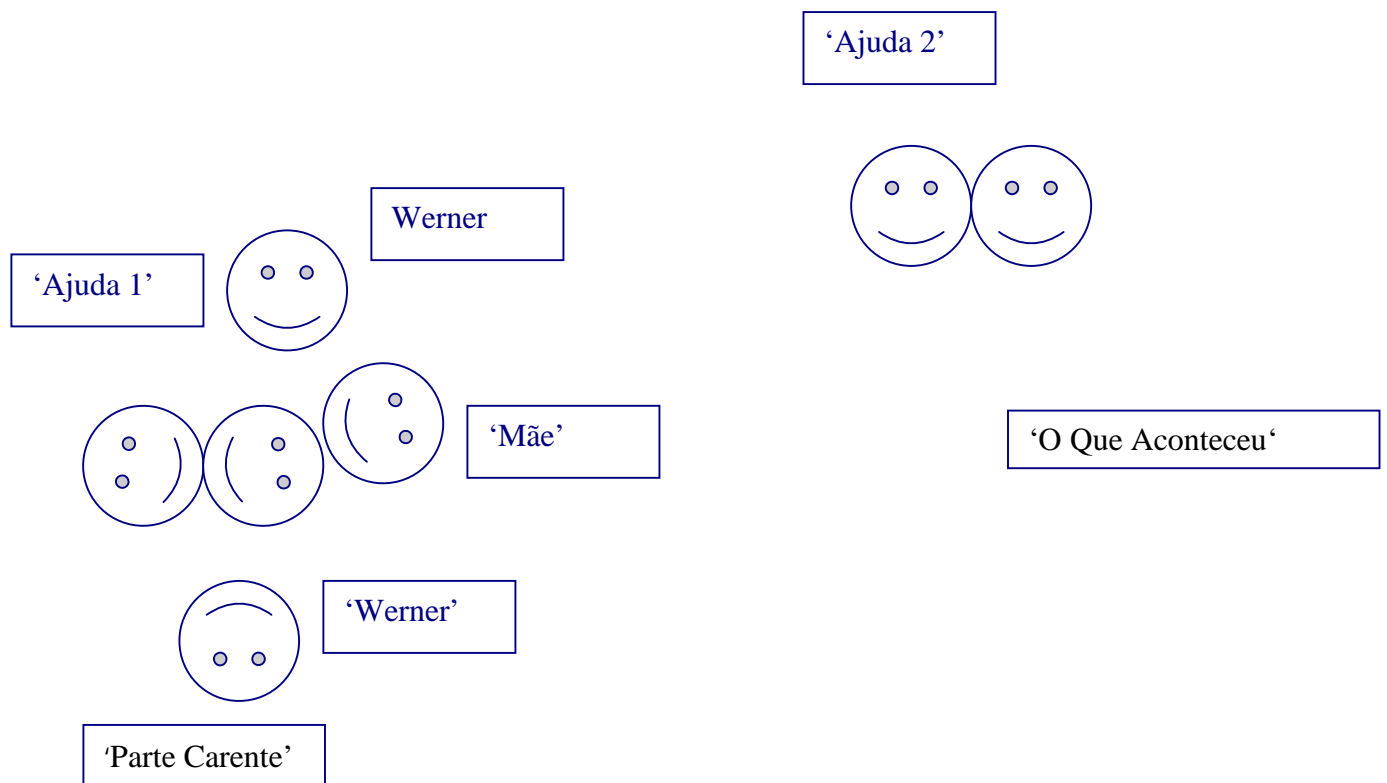 ‘Ajuda 2’
Werner
‘Ajuda 1’
‘Mãe’
‘O Que Aconteceu‘
‘Werner’
‘Parte Carente’